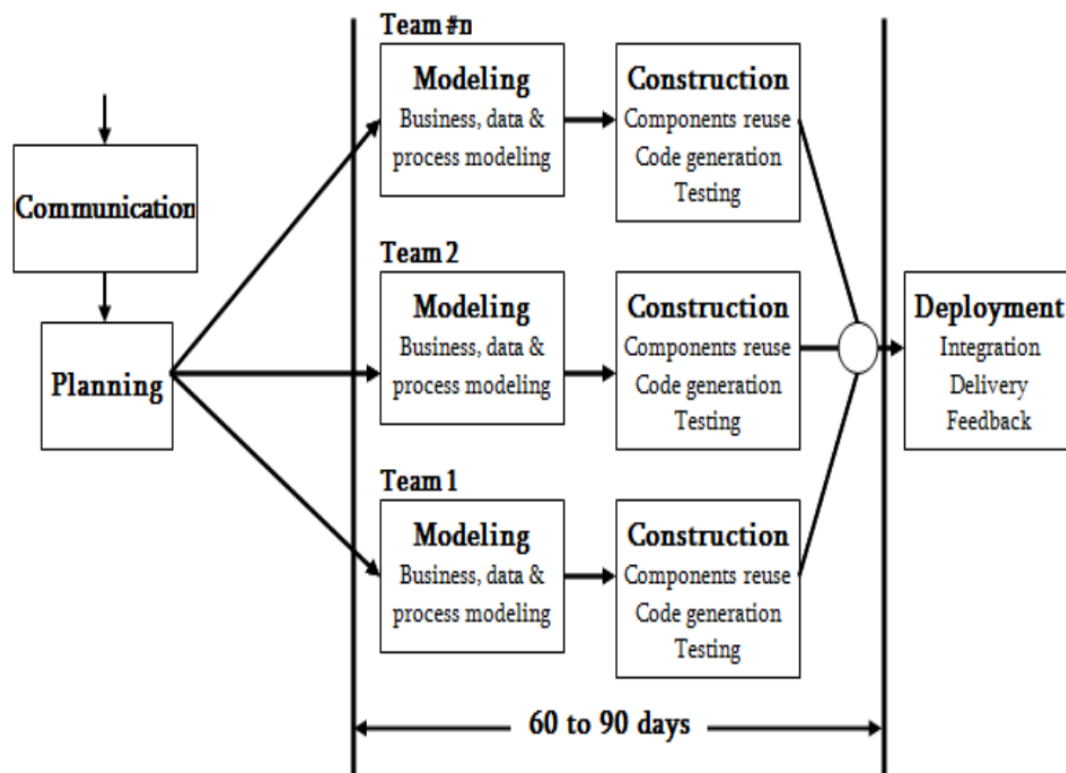 Communication
Planning
Team #n
Modeling
Business, data &
process modeling
Construction
Components reuse
Code generation
Testing
Team 2
Modeling
Business, data &
process modeling
Construction
Components reuse
Code generation
Testing
Team 1
Modeling
Business, data &
process modeling
Construction
Components reuse
Code generation
Testing
Deployment
Integration
Delivery
Feedback
60 to 90 days